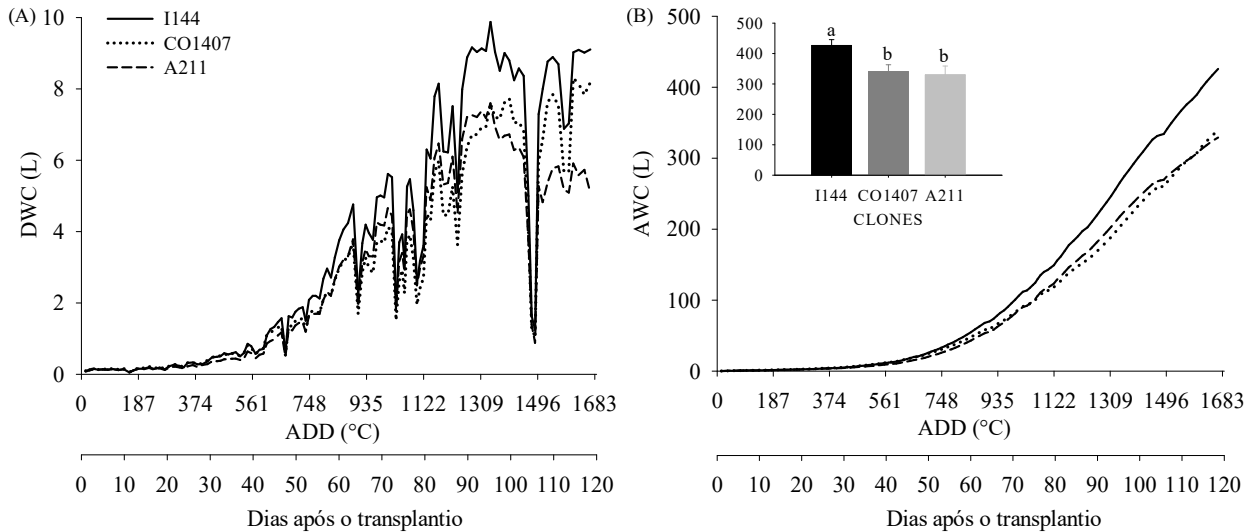 (A)
10
8
6
4
2
0
DWC (L)
I144
CO1407
A211
0 187 374 561 748 935 1122 1309 1496 1683
ADD (°C)
0 10 20 30 40 50 60 70 80 90 100 110 120
Dias após o transplantio
(B)
500
400
300
200
100
0
AWC (L)
500
400
300
200
100
0
a
b
b
I144 CO1407 A211
CLONES
0 187 374 561 748 935 1122 1309 1496 1683
ADD (°C)
0 10 20 30 40 50 60 70 80 90 100 110 120
Dias após o transplantio